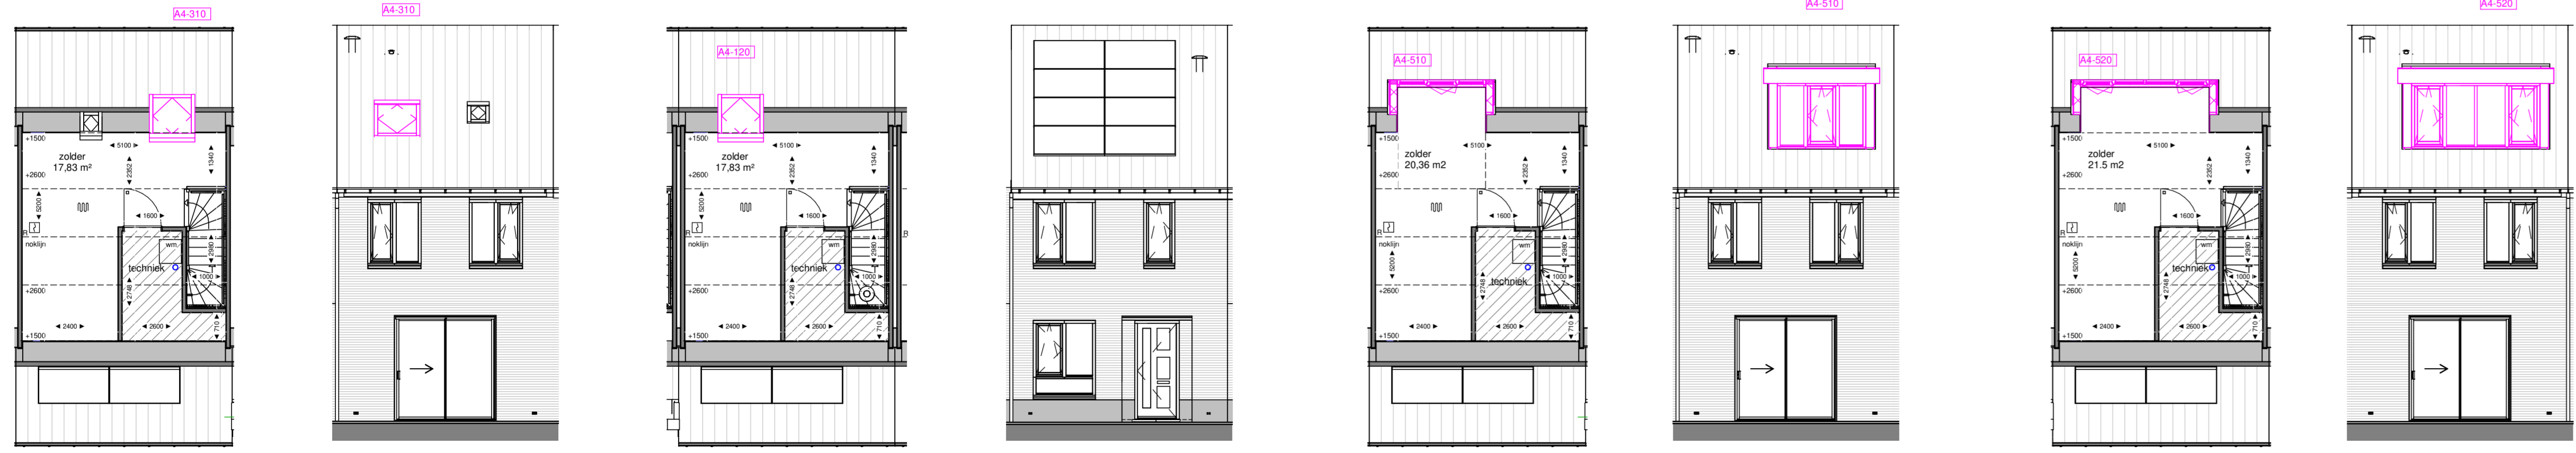 A4-310
+1500
5100
1340
zolder
17,83 m²
2352
+2600
5200
1600
R
noklijn
wm
2980
techniek
1000
2748
+2600
2400
2600
710
+1500
A4-310
A4-120
+1500
5100
1340
zolder
17,83 m²
2352
+2600
5200
1600
R
noklijn
wm
2980
R
techniek
1000
2748
+2600
2400
2600
710
+1500
A4-510
+1500
5100
1340
zolder
20,36 m2
2352
+2600
1600
R
noklijn
wm
2980
5200
1000
techniek
2748
+2600
2400
2600
710
+1500
A4-510
A4-520
+1500
5100
1340
zolder
21.5 m2
2352
+2600
1600
R
noklijn
wm
2980
5200
techniek
1000
2748
+2600
2400
2600
710
+1500
A4-520